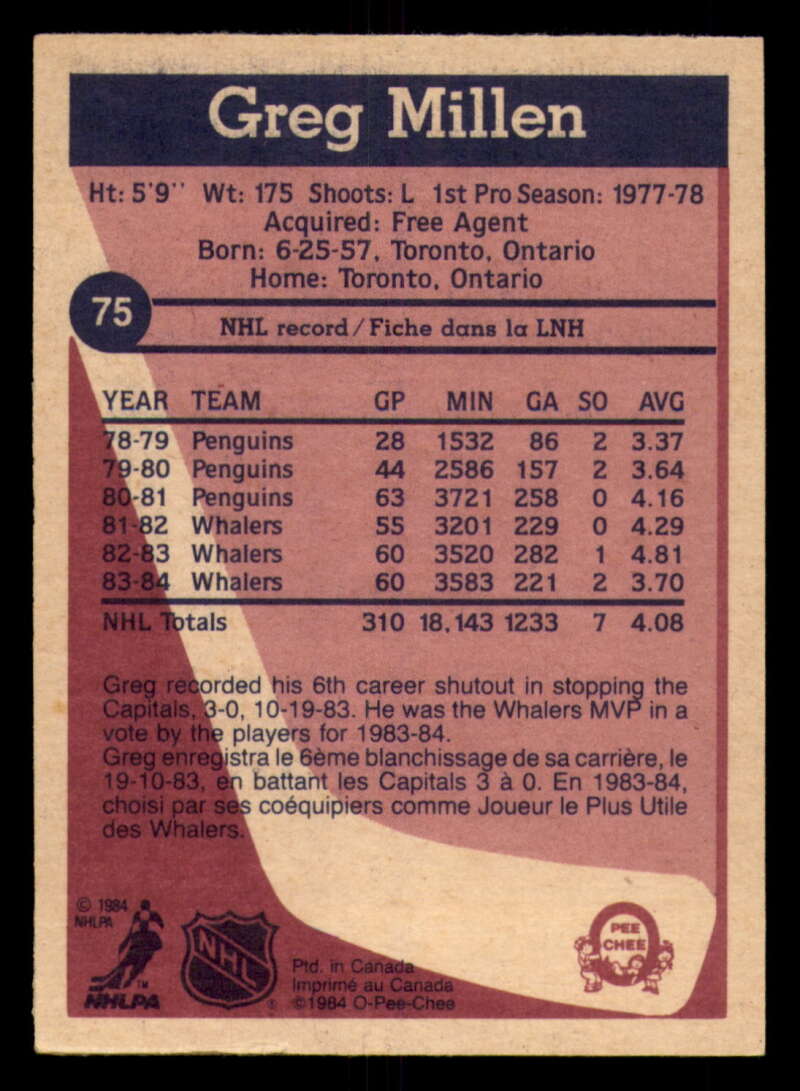 Greg Millen
Ht: 5'9'' Wt: 175 Shoots: L 1st Pro Season: 1977-78
Acquired: Free Agent
Born: 6-25-57, Toronto, Ontario
Home: Toronto, Ontario
75
NHL record/Fiche dans la LNH
YEAR TEAM GP MIN GA SO AVG
78-79 Penguins 28 1532 86 2 3.37
79-80 Penguins 44 2586 157 2 3.64
80-81 Penguins 63 3721 258 0 4.16
81-82 Whalers 55 3201 229 0 4.29
82-83 Whalers 60 3520 282 1 4.81
83-84 Whalers 60 3583 221 2 3.70
NHL Totals 310 18,143 1233 7 4.08
Greg recorded his 6th career shutout in stopping the
Capitals, 3-0, 10-19-83. He was the Whalers MVP in a
vote by the players for 1983-84.
Greg enregistra le 6ème blanchissage de sa carrière, le
19-10-83, en battant les Capitals 3 à 0. En 1983-84,
choisi par ses coéquipiers comme Joueur le Plus Utile
des Whalers.
© 1984
NHLPA
TM
NHLPA
NHL
®
Ptd. in Canada
Imprimé au Canada
©1984 O-Pee-Chee
PEE
CHEE